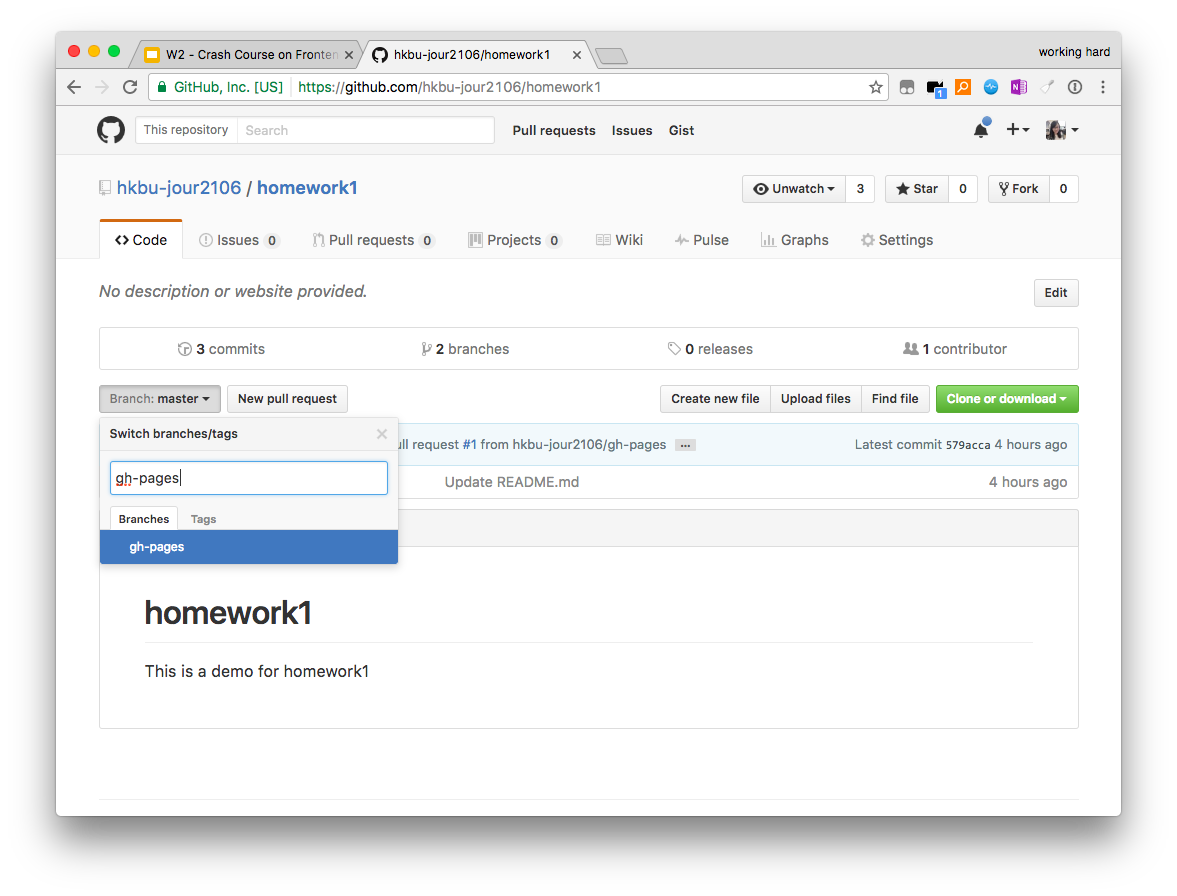 W2 - Crash Course on Fronten
hkbu-jour2106/homework1
working hard
GitHub, Inc. [US]
https://github.com/hkbu-jour2106/homework1
1
This repository
Search
Pull requests Issues Gist
hkbu-jour2106 / homework1
Unwatch 3
Star 0
Fork 0
Code
Issues 0
Pull requests 0
Projects 0
Wiki
Pulse
Graphs
Settings
No description or website provided.
Edit
3 commits
2 branches
0 releases
1 contributor
Branch: master
New pull request
Create new file
Upload files
Find file
Clone or download
Switch branches/tags
pull request #1 from hkbu-jour2106/gh-pages ...
Latest commit 579acca 4 hours ago
gh-pages
Update README.md
4 hours ago
Branches Tags
gh-pages
homework1
This is a demo for homework1